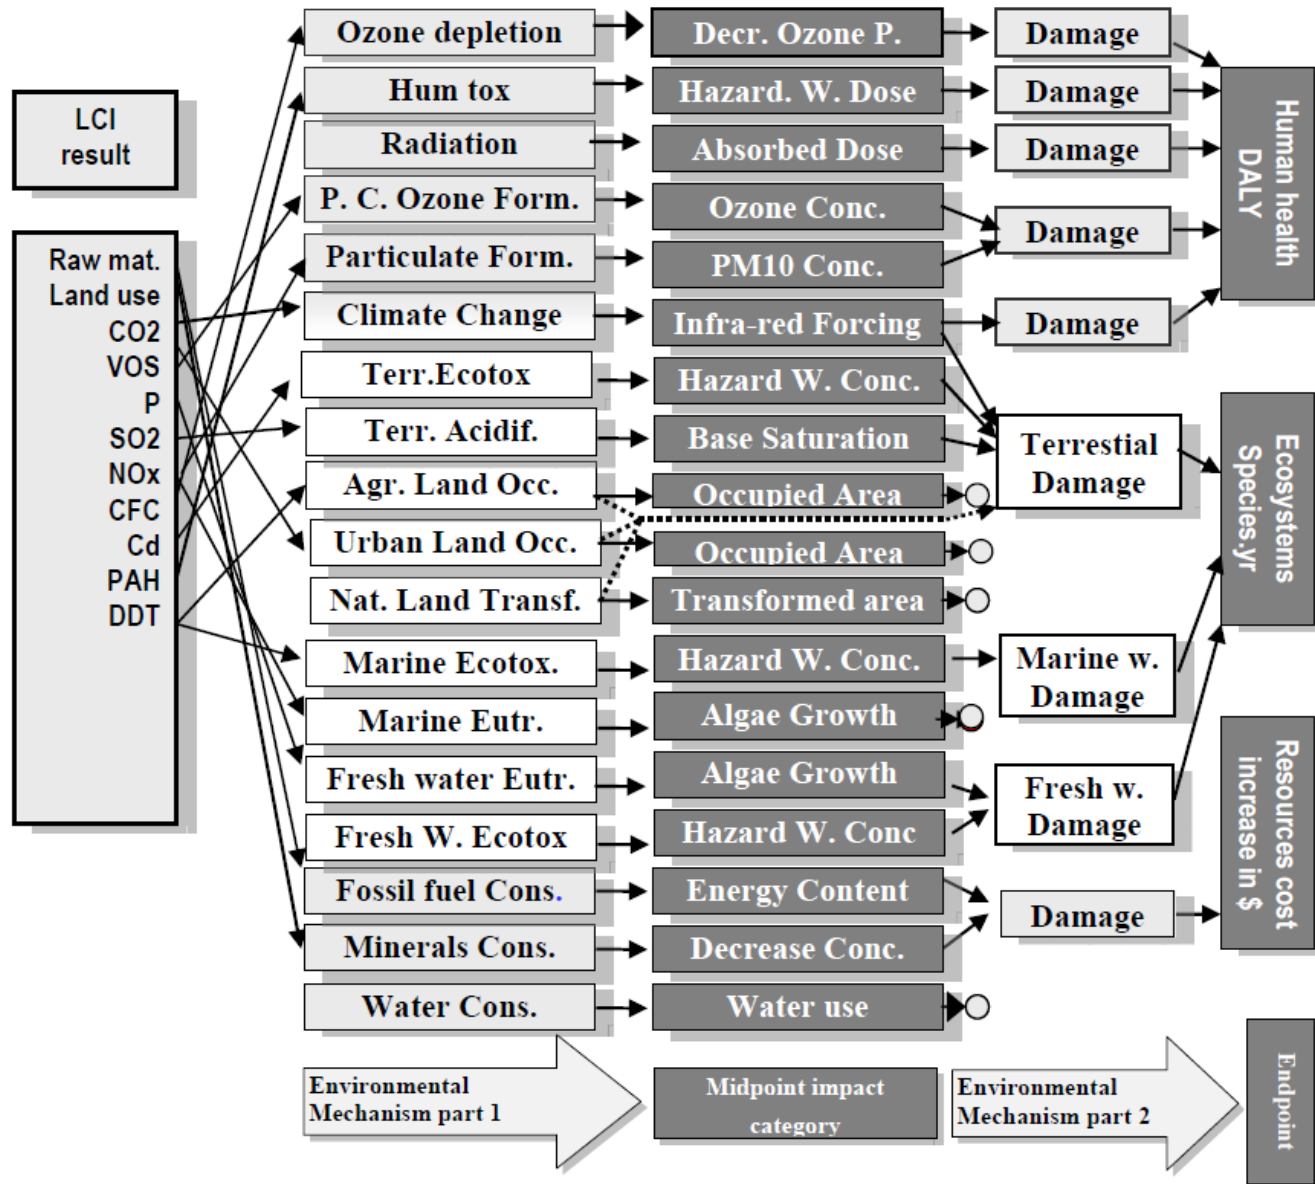 LCI
result
Raw mat.
Land use
CO2
VOS
P
SO2
NOx
CFC
Cd
PAH
DDT
Ozone depletion
Hum tox
Radiation
P. C. Ozone Form.
Particulate Form.
Climate Change
Terr.Ecotox
Terr. Acidif.
Agr. Land Occ.
Urban Land Occ.
Nat. Land Transf.
Marine Ecotox.
Marine Eutr.
Fresh water Eutr.
Fresh W. Ecotox
Fossil fuel Cons.
Minerals Cons.
Water Cons.
Decr. Ozone P.
Hazard. W. Dose
Absorbed Dose
Ozone Conc.
PM10 Conc.
Infra-red Forcing
Hazard W. Conc.
Base Saturation
Occupied Area
Occupied Area
Transformed area
Hazard W. Conc.
Algae Growth
Algae Growth
Hazard W. Conc
Energy Content
Decrease Conc.
Water use
Damage
Damage
Damage
Damage
Damage
Terrestial
Damage
Marine w.
Damage
Fresh w.
Damage
Damage
Human health
DALY
Ecosystems
Species.yr
Resources cost
increase in $
Environmental
Mechanism part 1
Midpoint impact
category
Environmental
Mechanism part 2
Endpoint